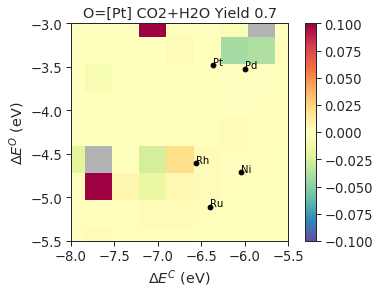 O=[Pt] CO2+H2O Yield 0.7
ΔE^O (eV)
−3.0
−3.5
−4.0
−4.5
−5.0
−5.5
Pt
Pd
Rh
Ni
Ru
−8.0 −7.5 −7.0 −6.5 −6.0 −5.5
ΔE^C (eV)
0.100
0.075
0.050
0.025
0.000
−0.025
−0.050
−0.075
−0.100